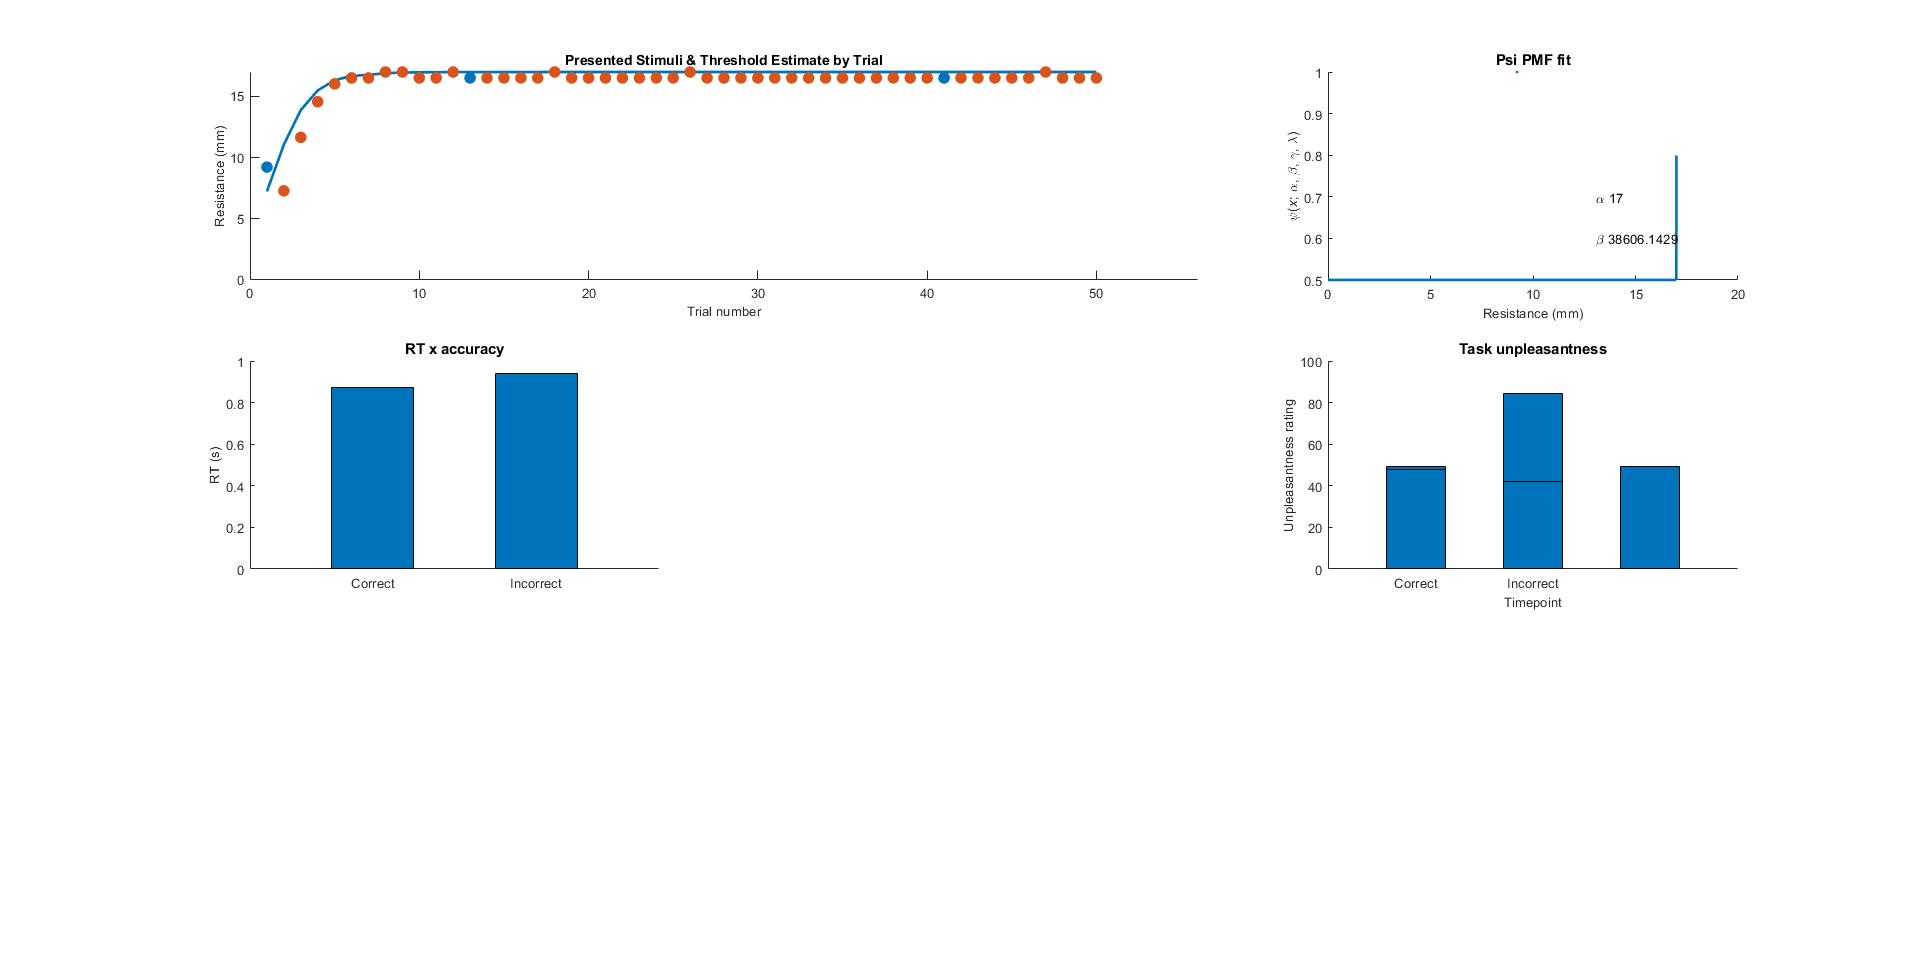 Presented Stimuli & Threshold Estimate by Trial
Resistance (mm)
15
10
5
0
0 10 20 30 40 50
Trial number
Psi PMF fit
ψ(x; α, β, γ, λ)
1
0.9
0.8
0.7
0.6
0.5
α 17
β 38606.1429
0 5 10 15 20
Resistance (mm)
RT x accuracy
RT (s)
1
0.8
0.6
0.4
0.2
0
Correct Incorrect
Task unpleasantness
Unpleasantness rating
100
80
60
40
20
0
Correct Incorrect
Timepoint